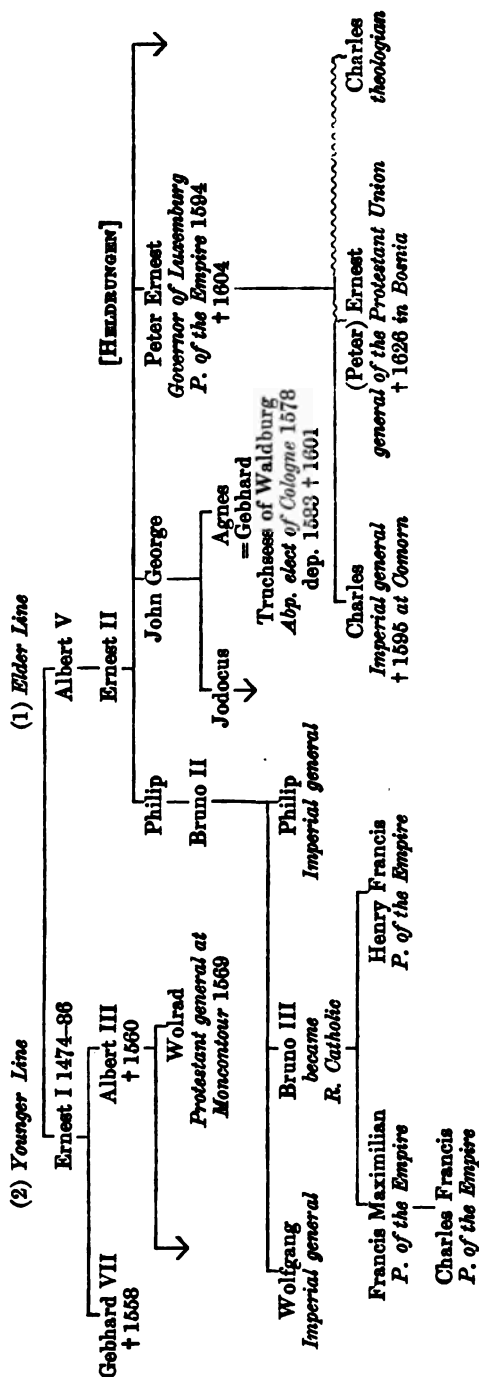 (2) Younger Line
(1) Elder Line
Ernest I 1474–86
Albert V
Gebhard VII
†1558
Albert III
†1560
Ernest II
[HELDRUNGEN]
Wolrad
Protestant general at
Moncontour 1569
Philip
John George
Peter Ernest
Governor of Luxemburg
P. of the Empire 1594
†1604
Bruno II
Jodocus
Agnes
=Gebhard
Truchsess of Waldburg
Abp. elect of Cologne 1578
dep. 1583 †1601
Wolfgang
Imperial general
Bruno III
became
R. Catholic
Philip
Imperial general
Charles
Imperial general
†1595 at Comorn
(Peter) Ernest
general of the Protestant Union
†1626 in Bosnia
Charles
theologian
Francis Maximilian
P. of the Empire
Henry Francis
P. of the Empire
Charles Francis
P. of the Empire